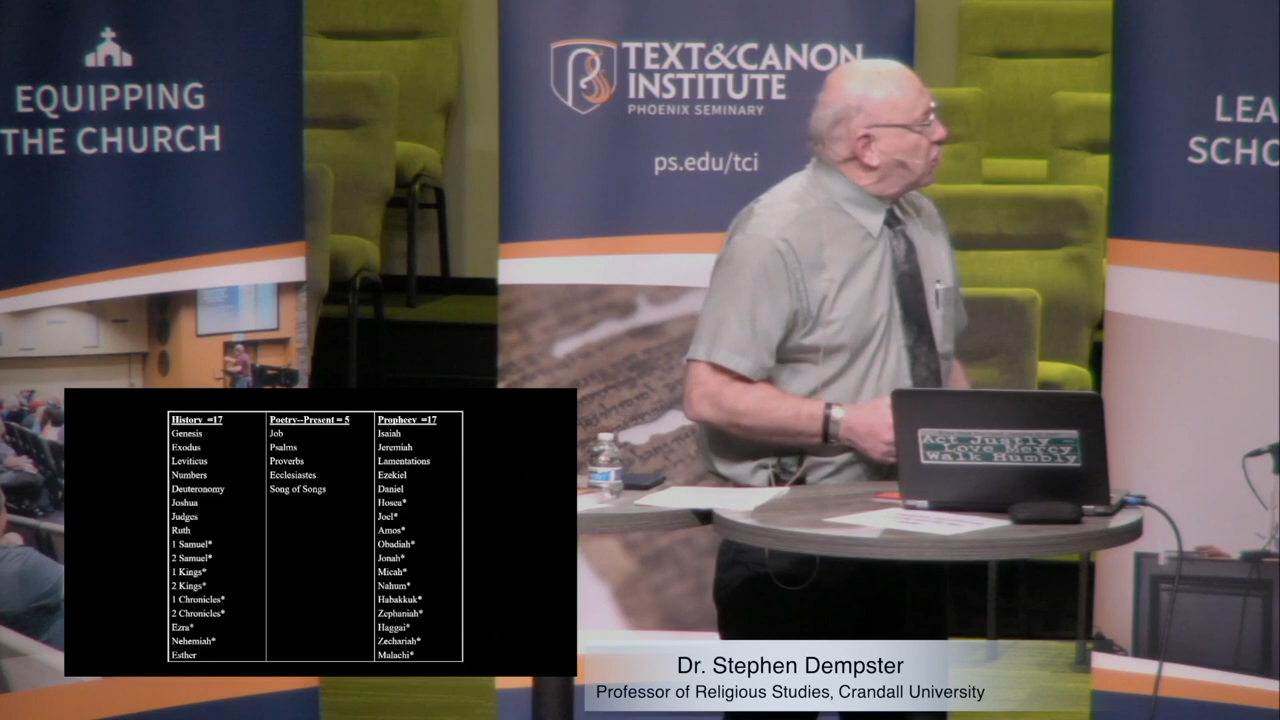 EQUIPPING
THE CHURCH
TEXT&CANON
INSTITUTE
PHOENIX SEMINARY
ps.edu/tci
LEA
SCHO
Act Justly
Love Mercy
Walk Humbly
History =17 Poetry--Present = 5 Prophecy =17
Genesis Job Isaiah
Exodus Psalms Jeremiah
Leviticus Proverbs Lamentations
Numbers Ecclesiastes Ezekiel
Deuteronomy Song of Songs Daniel
Joshua Hosea*
Judges Joel*
Ruth Amos*
1 Samuel* Obadiah*
2 Samuel* Jonah*
1 Kings* Micah*
2 Kings* Nahum*
1 Chronicles* Habakkuk*
2 Chronicles* Zephaniah*
Ezra* Haggai*
Nehemiah* Zechariah*
Esther Malachi*
Dr. Stephen Dempster
Professor of Religious Studies, Crandall University